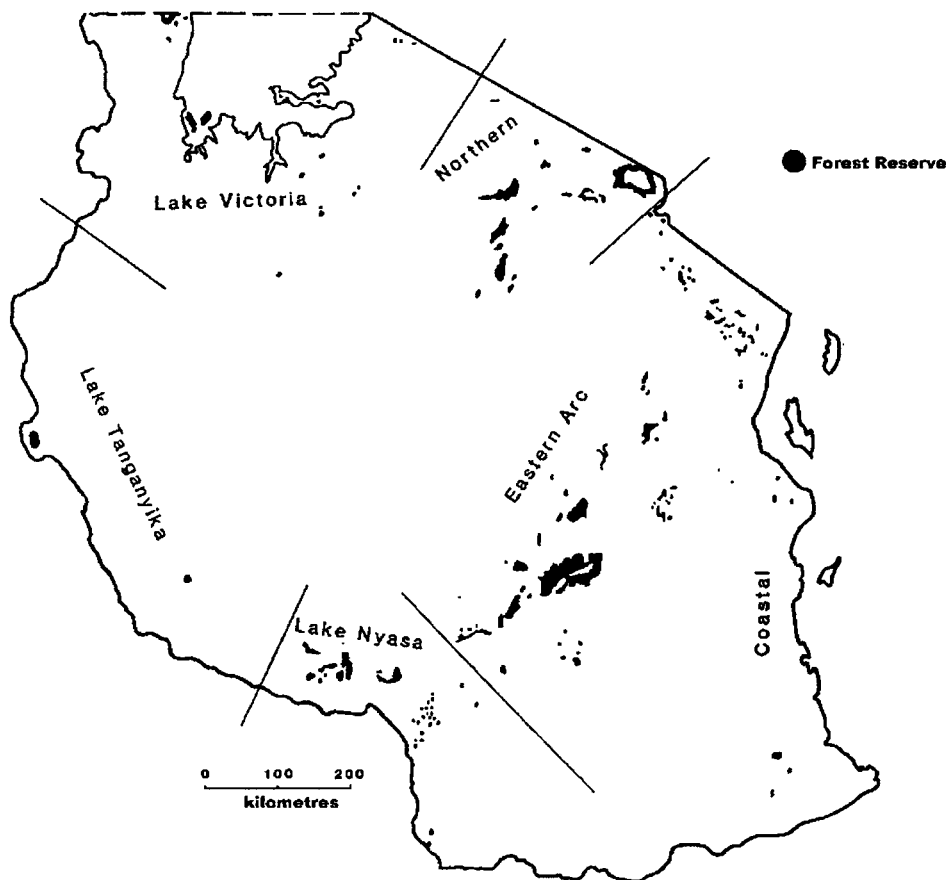 Northern
Forest Reserve
Lake Victoria
Lake Tanganyika
Eastern Arc
Coastal
Lake Nyasa
0 100 200
kilometres